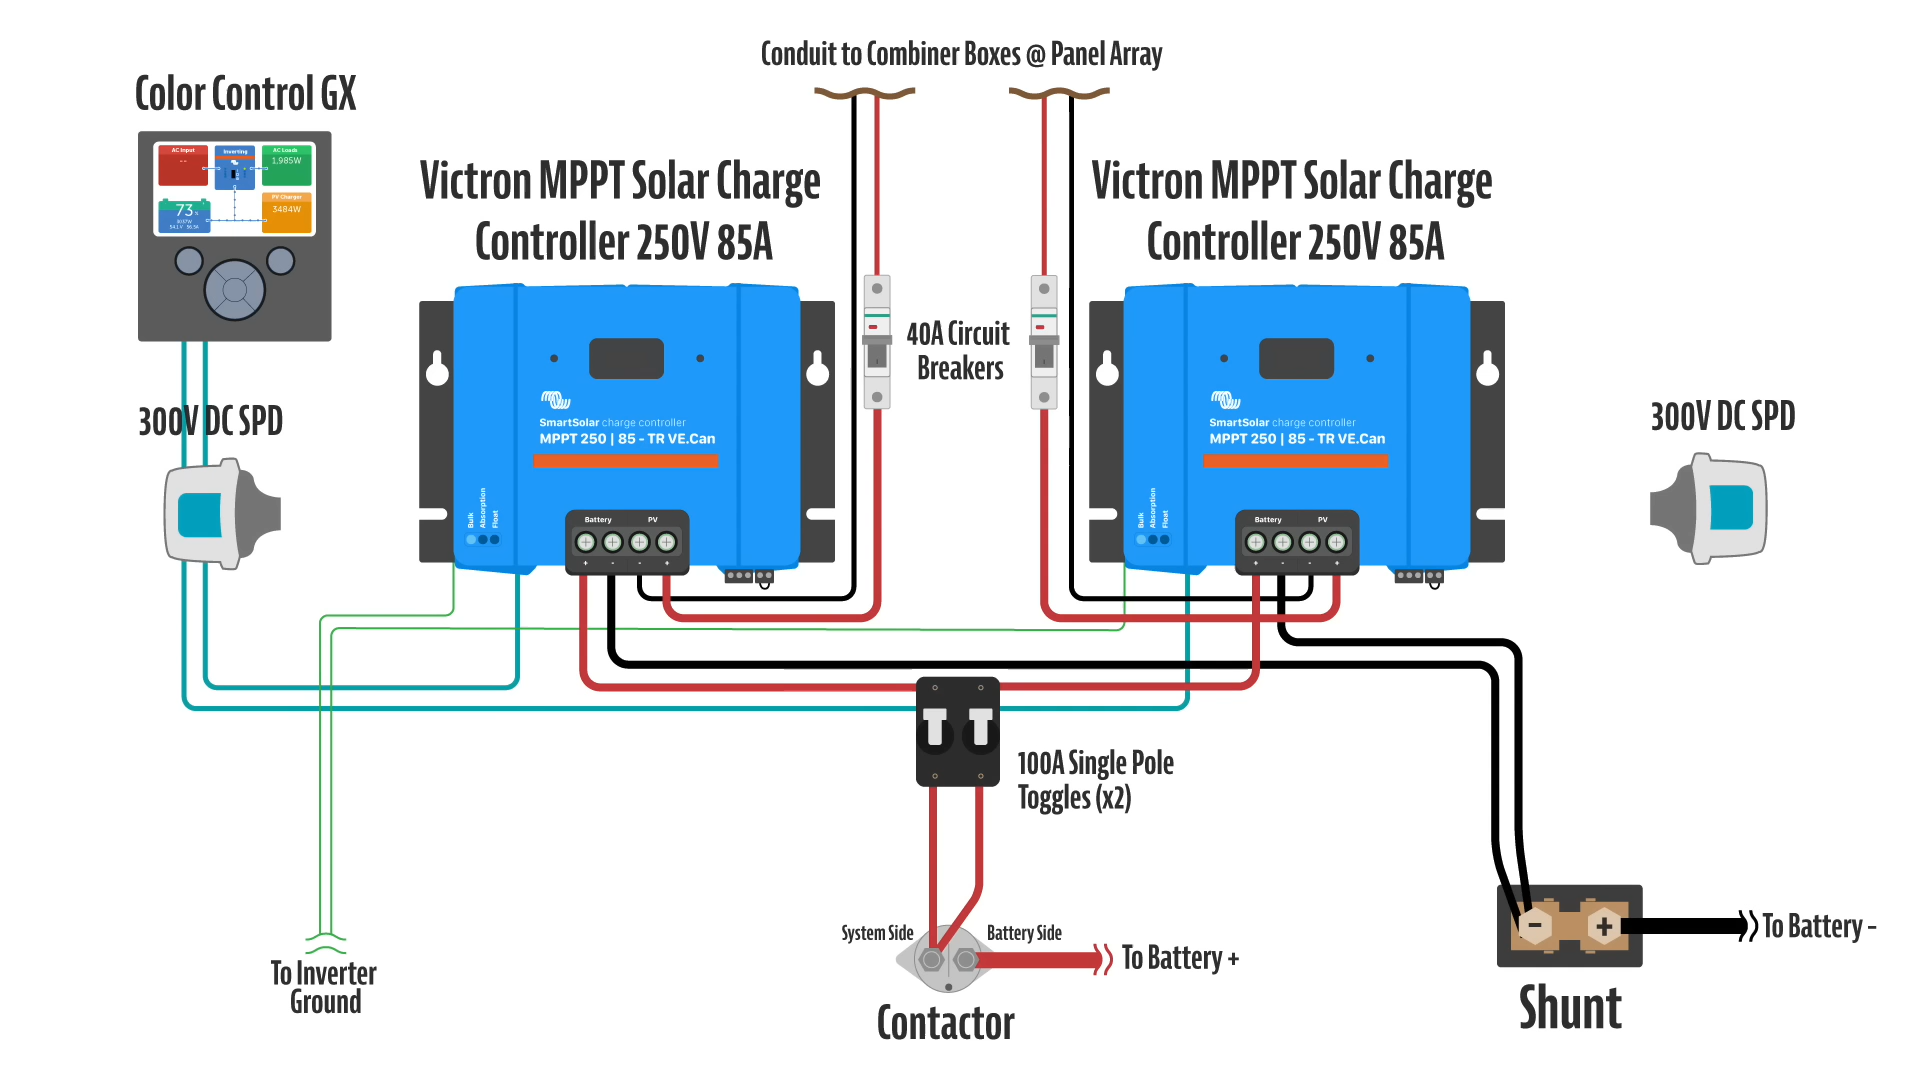 Conduit to Combiner Boxes @ Panel Array
Color Control GX
AC Input
--
Inverting
AC Loads
1,985W
73%
PV Charger
3484W
Victron MPPT Solar Charge
Controller 250V 85A
Victron MPPT Solar Charge
Controller 250V 85A
40A Circuit
Breakers
300V DC SPD
300V DC SPD
SmartSolar charge controller
MPPT 250 | 85 - TR VE.Can
Bulk
Absorption
Float
Battery PV
+ - - +
SmartSolar charge controller
MPPT 250 | 85 - TR VE.Can
Bulk
Absorption
Float
Battery PV
+ - - +
100A Single Pole
Toggles (x2)
System Side
Battery Side
To Battery +
Contactor
To Inverter
Ground
- +
To Battery -
Shunt